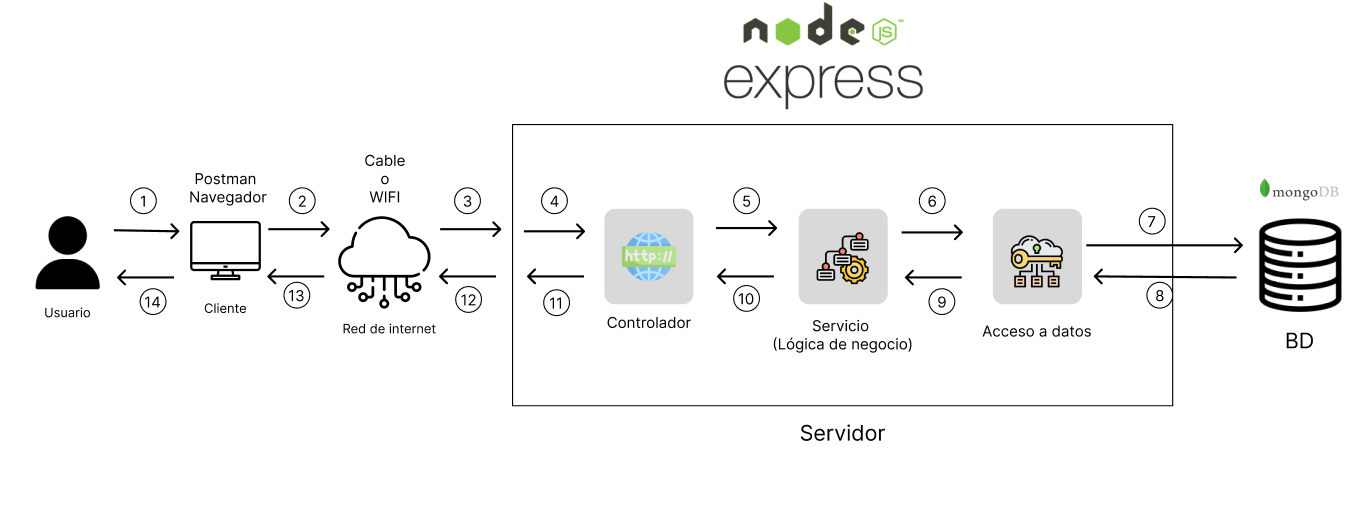 node
JS
™
express
Cable
o
WIFI
Postman
Navegador
1
2
3
4
5
6
7
mongoDB
http://
14
13
12
11
10
9
8
Usuario
Cliente
Red de internet
Controlador
Servicio
(Lógica de negocio)
Acceso a datos
BD
Servidor